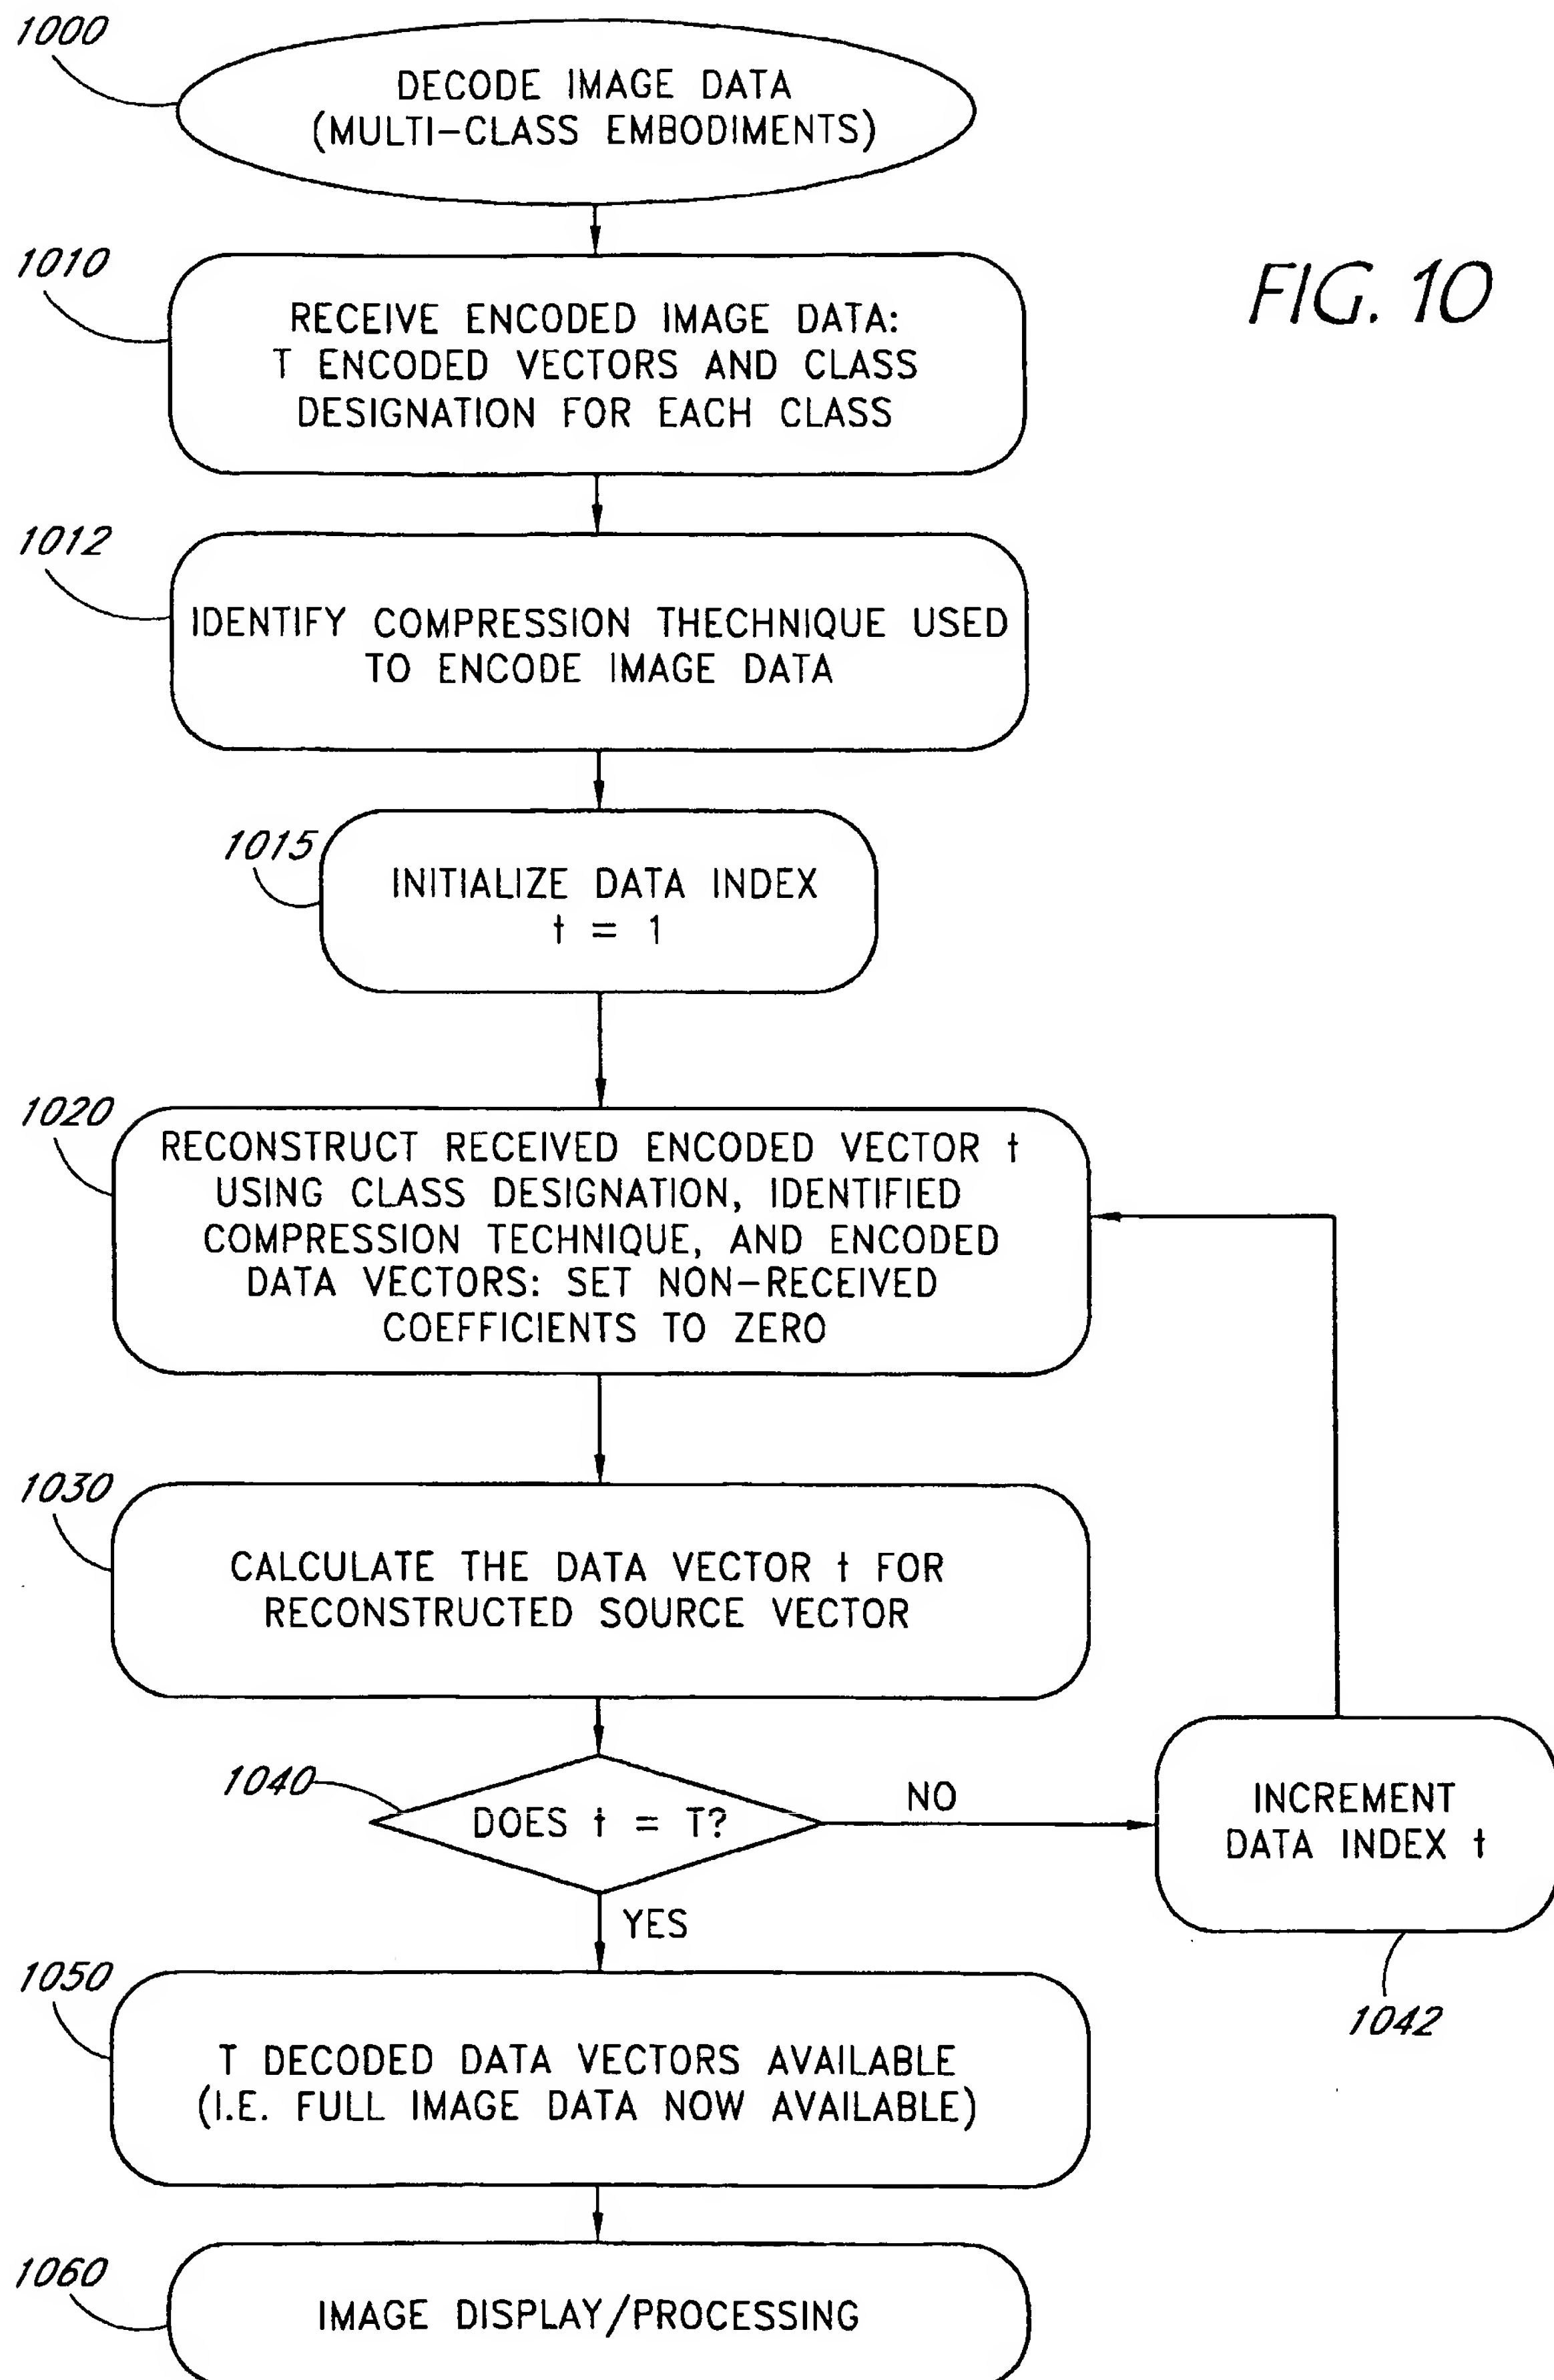 1000
DECODE IMAGE DATA
(MULTI-CLASS EMBODIMENTS)
FIG. 10
1010
RECEIVE ENCODED IMAGE DATA:
T ENCODED VECTORS AND CLASS
DESIGNATION FOR EACH CLASS
1012
IDENTIFY COMPRESSION THECHNIQUE USED
TO ENCODE IMAGE DATA
1015
INITIALIZE DATA INDEX
t = 1
1020
RECONSTRUCT RECEIVED ENCODED VECTOR t
USING CLASS DESIGNATION, IDENTIFIED
COMPRESSION TECHNIQUE, AND ENCODED
DATA VECTORS: SET NON-RECEIVED
COEFFICIENTS TO ZERO
1030
CALCULATE THE DATA VECTOR t FOR
RECONSTRUCTED SOURCE VECTOR
1040
DOES t = T?
NO
INCREMENT
DATA INDEX t
1042
YES
1050
T DECODED DATA VECTORS AVAILABLE
(I.E. FULL IMAGE DATA NOW AVAILABLE)
1060
IMAGE DISPLAY/PROCESSING